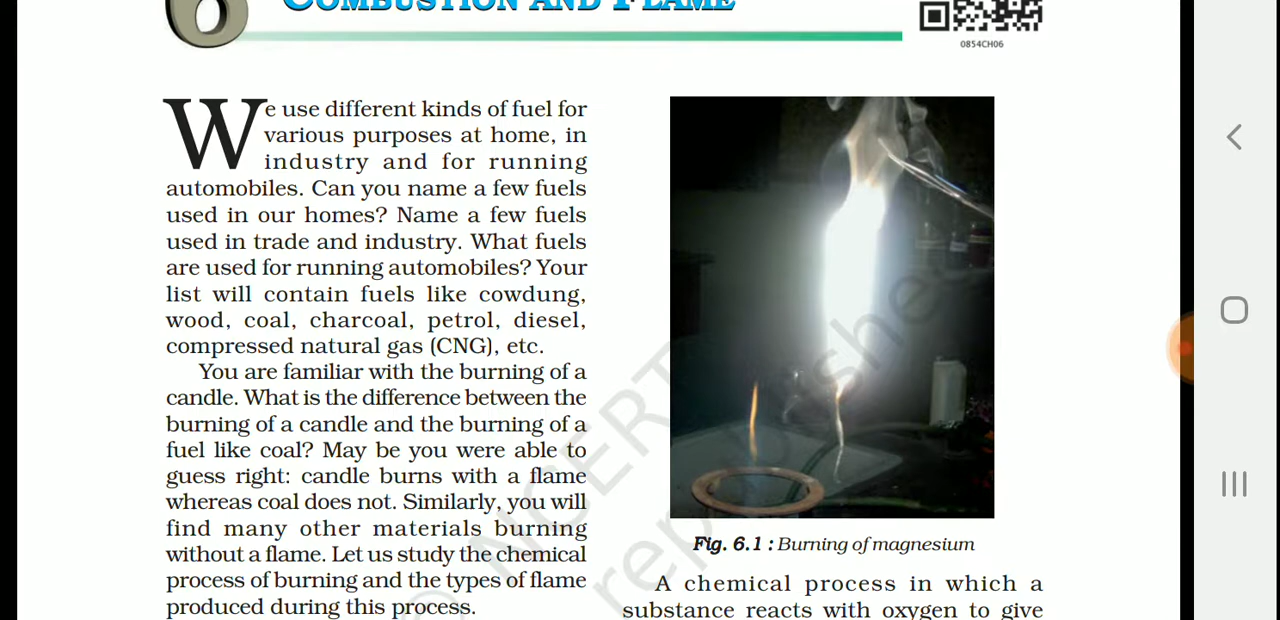 6
COMBUSTION AND FLAME
0854CH06
We use different kinds of fuel for
various purposes at home, in
industry and for running
automobiles. Can you name a few fuels
used in our homes? Name a few fuels
used in trade and industry. What fuels
are used for running automobiles? Your
list will contain fuels like cowdung,
wood, coal, charcoal, petrol, diesel,
compressed natural gas (CNG), etc.
You are familiar with the burning of a
candle. What is the difference between the
burning of a candle and the burning of a
fuel like coal? May be you were able to
guess right: candle burns with a flame
whereas coal does not. Similarly, you will
find many other materials burning
without a flame. Let us study the chemical
process of burning and the types of flame
produced during this process.
Fig. 6.1 : Burning of magnesium
A chemical process in which a
substance reacts with oxygen to give
© NCERT